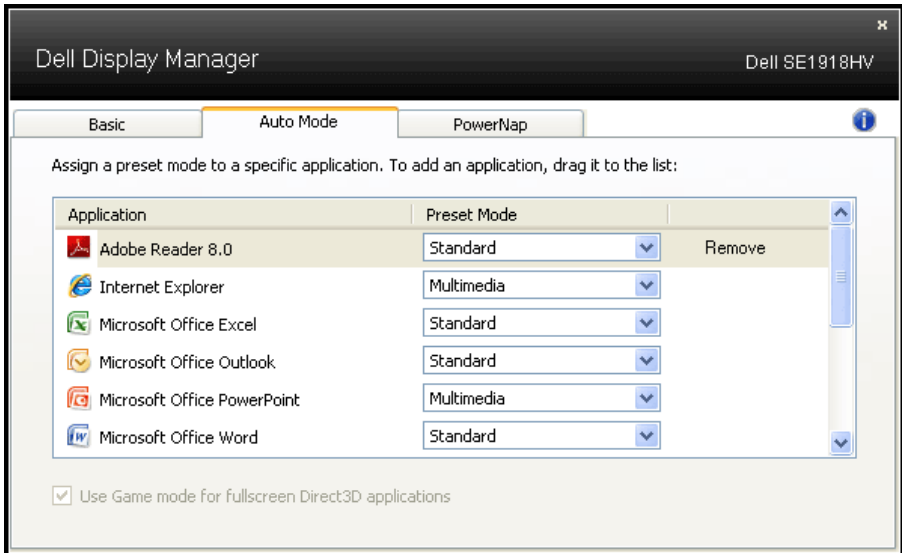 Dell Display Manager
Dell SE1918HV
Basic
Auto Mode
PowerNap
Assign a preset mode to a specific application. To add an application, drag it to the list:
Application Preset Mode
Adobe Reader 8.0 Standard Remove
Internet Explorer Multimedia
Microsoft Office Excel Standard
Microsoft Office Outlook Standard
Microsoft Office PowerPoint Multimedia
Microsoft Office Word Standard
Use Game mode for fullscreen Direct3D applications